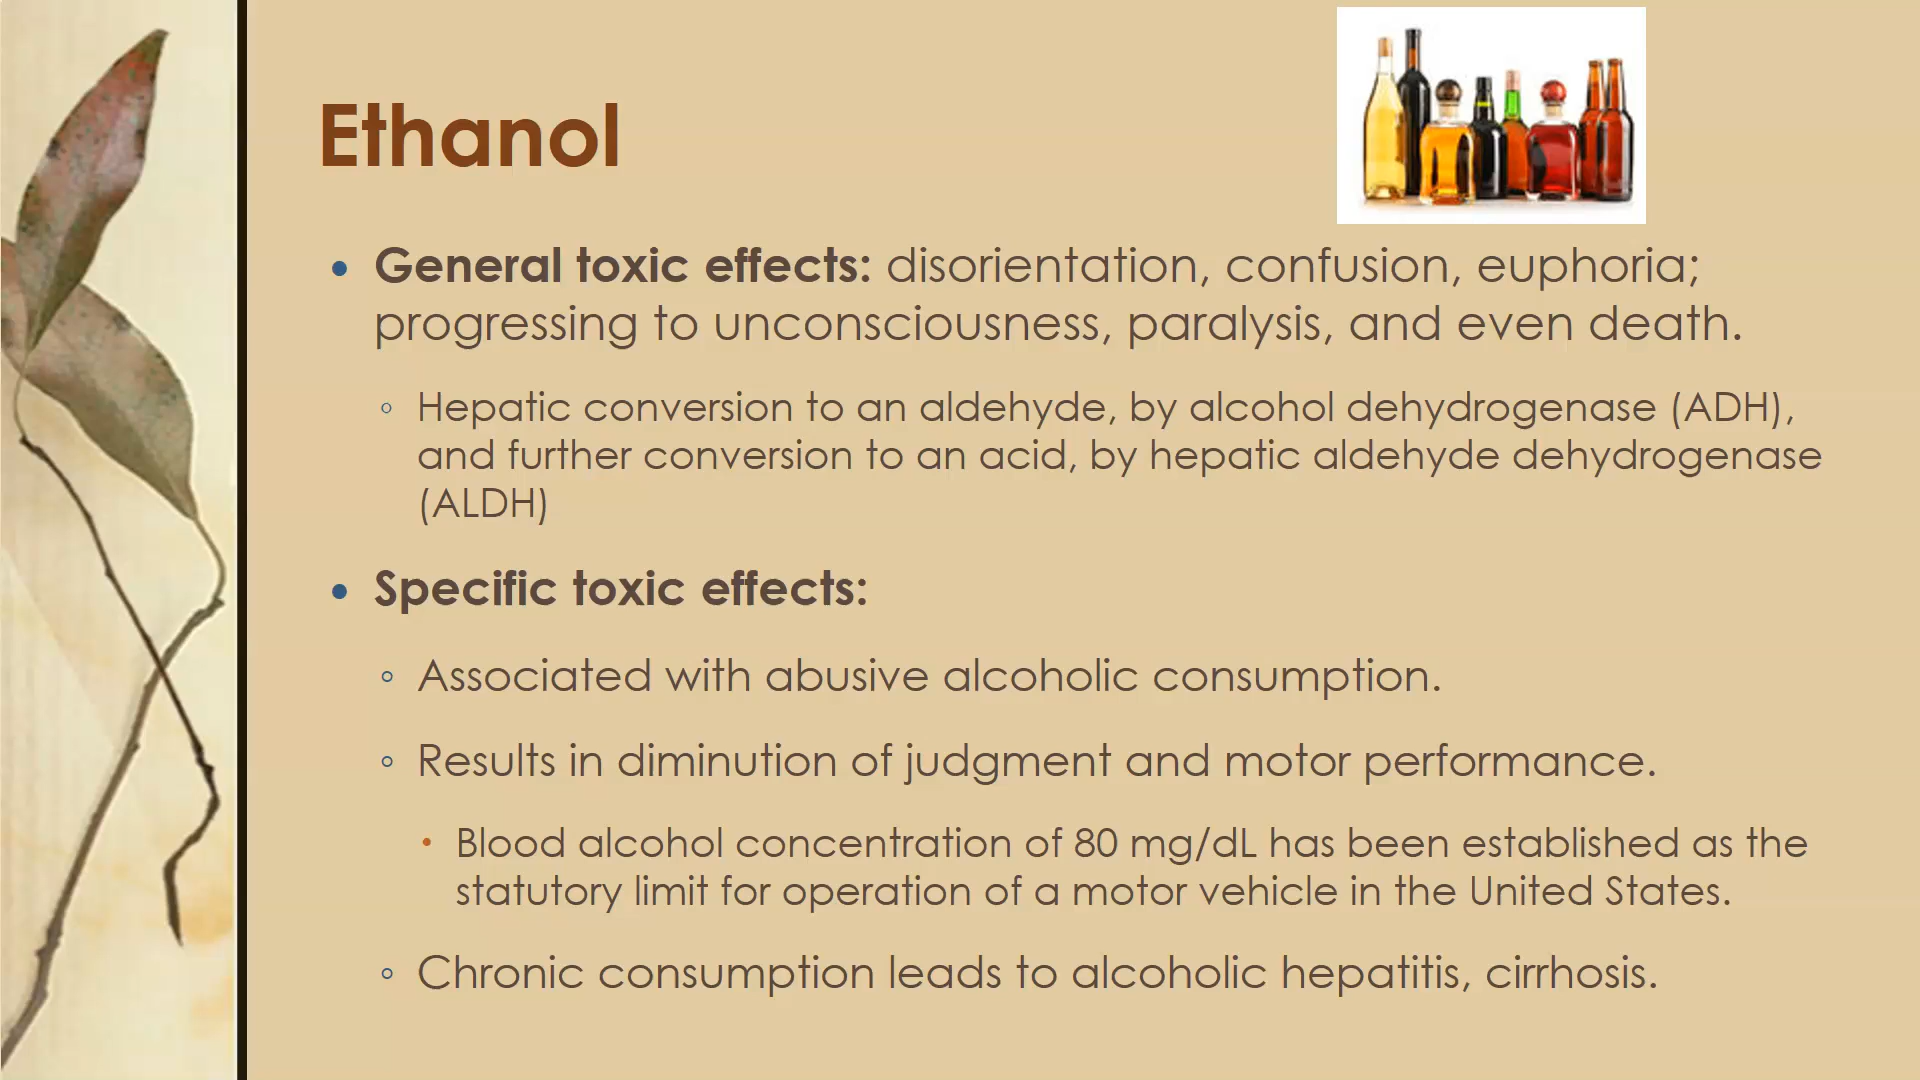 Ethanol
• General toxic effects: disorientation, confusion, euphoria;
progressing to unconsciousness, paralysis, and even death.
◦ Hepatic conversion to an aldehyde, by alcohol dehydrogenase (ADH),
and further conversion to an acid, by hepatic aldehyde dehydrogenase
(ALDH)
• Specific toxic effects:
◦ Associated with abusive alcoholic consumption.
◦ Results in diminution of judgment and motor performance.
• Blood alcohol concentration of 80 mg/dL has been established as the
statutory limit for operation of a motor vehicle in the United States.
◦ Chronic consumption leads to alcoholic hepatitis, cirrhosis.